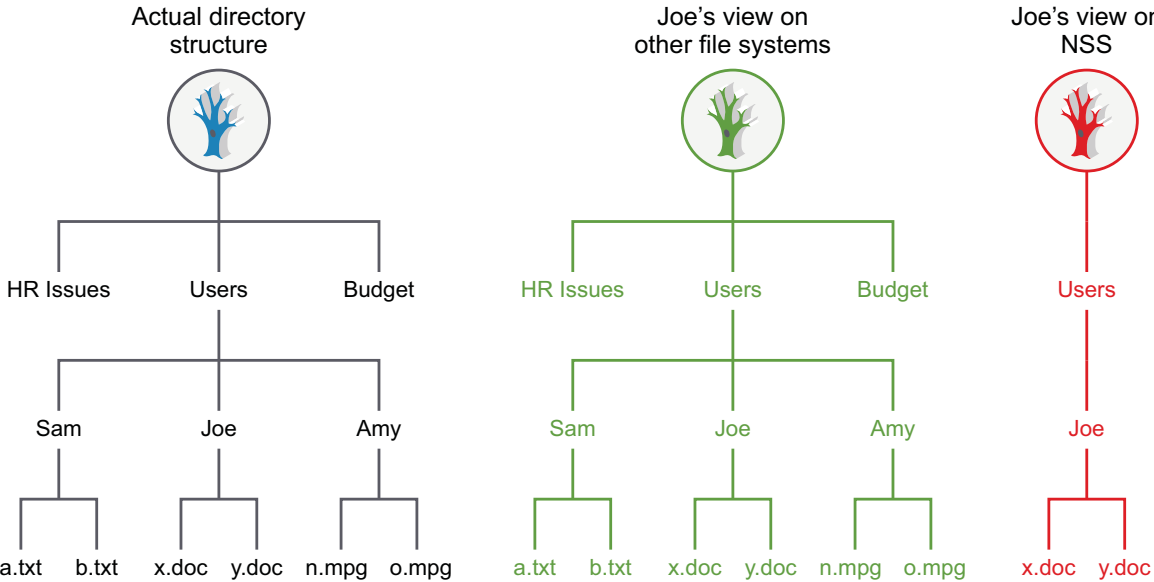 Actual directory
structure
Joe's view on
other file systems
Joe's view on
NSS
HR Issues
Users
Budget
HR Issues
Users
Budget
Users
Sam
Joe
Amy
Sam
Joe
Amy
Joe
a.txt
b.txt
x.doc
y.doc
n.mpg
o.mpg
a.txt
b.txt
x.doc
y.doc
n.mpg
o.mpg
x.doc
y.doc